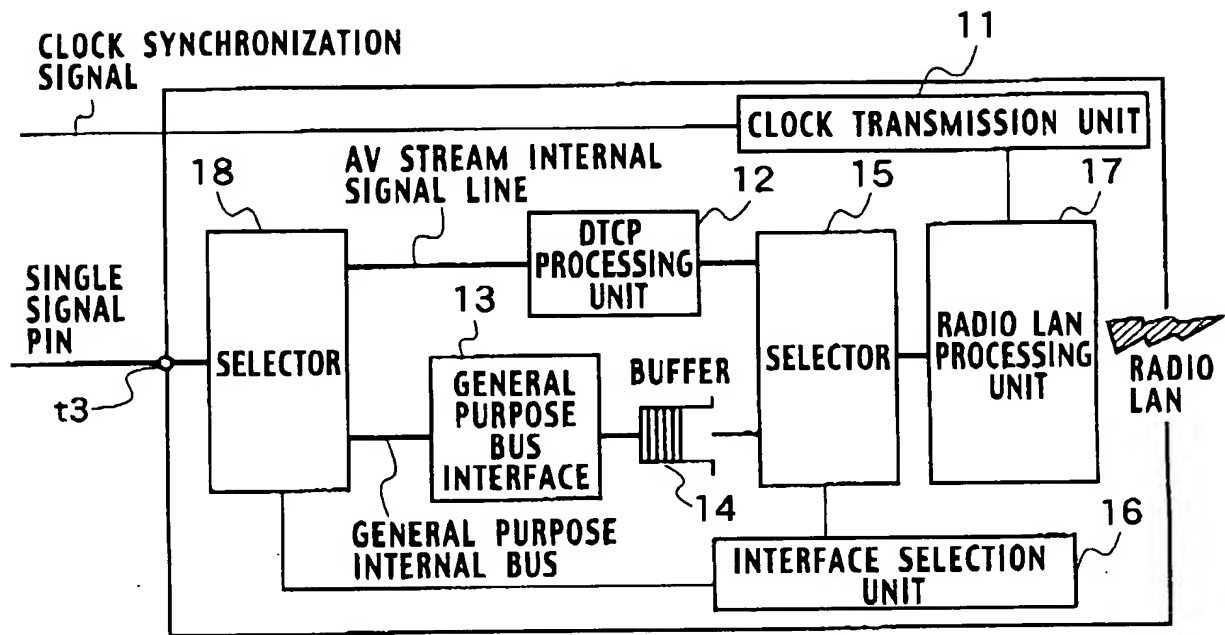 CLOCK SYNCHRONIZATION
SIGNAL
11
CLOCK TRANSMISSION UNIT
AV STREAM INTERNAL
SIGNAL LINE
18
12
15
17
DTCP
PROCESSING
UNIT
SINGLE
SIGNAL
PIN
t3
SELECTOR
13
GENERAL
PURPOSE
BUS
INTERFACE
BUFFER
14
SELECTOR
RADIO LAN
PROCESSING
UNIT
RADIO
LAN
GENERAL PURPOSE
INTERNAL BUS
16
INTERFACE SELECTION
UNIT